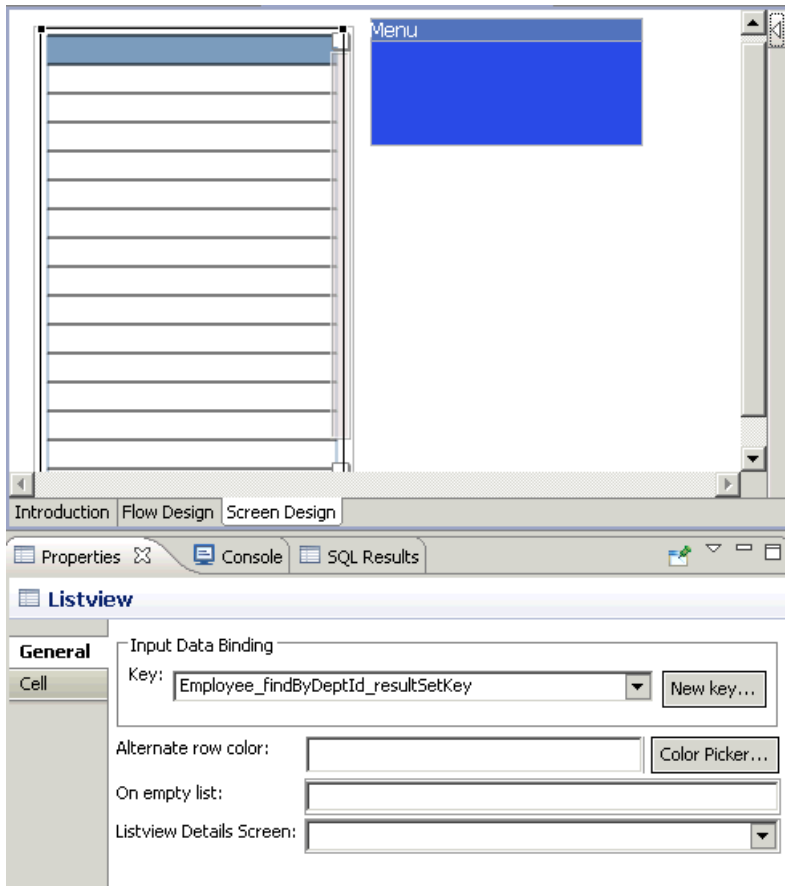 Menu
Introduction Flow Design Screen Design
Properties Console SQL Results
Listview
General
Cell
Input Data Binding
Key: Employee_findByDeptId_resultSetKey New key...
Alternate row color: Color Picker...
On empty list:
Listview Details Screen: